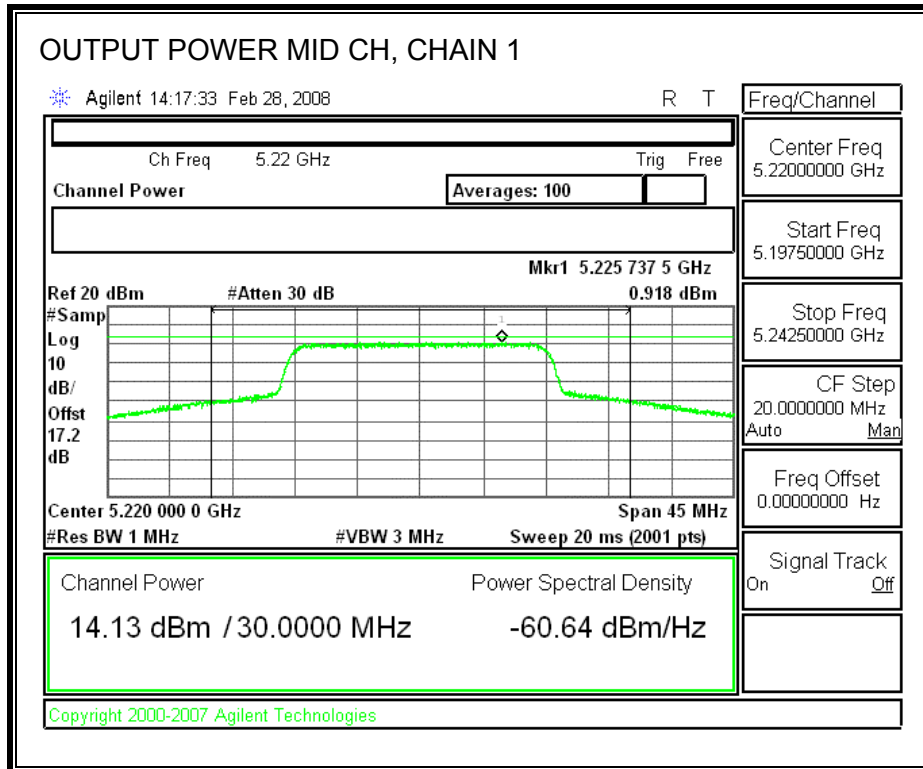 OUTPUT POWER MID CH, CHAIN 1
Agilent 14:17:33 Feb 28, 2008 R T
Freq/Channel
Ch Freq 5.22 GHz Trig Free
Channel Power Averages: 100
Mkr1 5.225 737 5 GHz
Ref 20 dBm #Atten 30 dB 0.918 dBm
#Samp
Log
10
dB/
Offst
17.2
dB
1
Center 5.220 000 0 GHz Span 45 MHz
#Res BW 1 MHz #VBW 3 MHz Sweep 20 ms (2001 pts)
Channel Power Power Spectral Density
14.13 dBm / 30.0000 MHz -60.64 dBm/Hz
Center Freq
5.22000000 GHz
Start Freq
5.19750000 GHz
Stop Freq
5.24250000 GHz
CF Step
20.0000000 MHz
Auto Man
Freq Offset
0.00000000 Hz
Signal Track
On Off
Copyright 2000-2007 Agilent Technologies